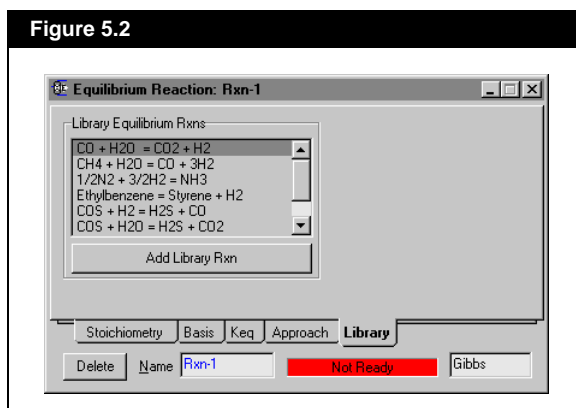 Figure 5.2
Equilibrium Reaction: Rxn-1
Library Equilibrium Rxns
CO + H2O = CO2 + H2
CH4 + H2O = CO + 3H2
1/2N2 + 3/2H2 = NH3
Ethylbenzene = Styrene + H2
COS + H2 = H2S + CO
COS + H2O = H2S + CO2
Add Library Rxn
Stoichiometry Basis Keq Approach Library
Delete Name Rxn-1 Not Ready Gibbs